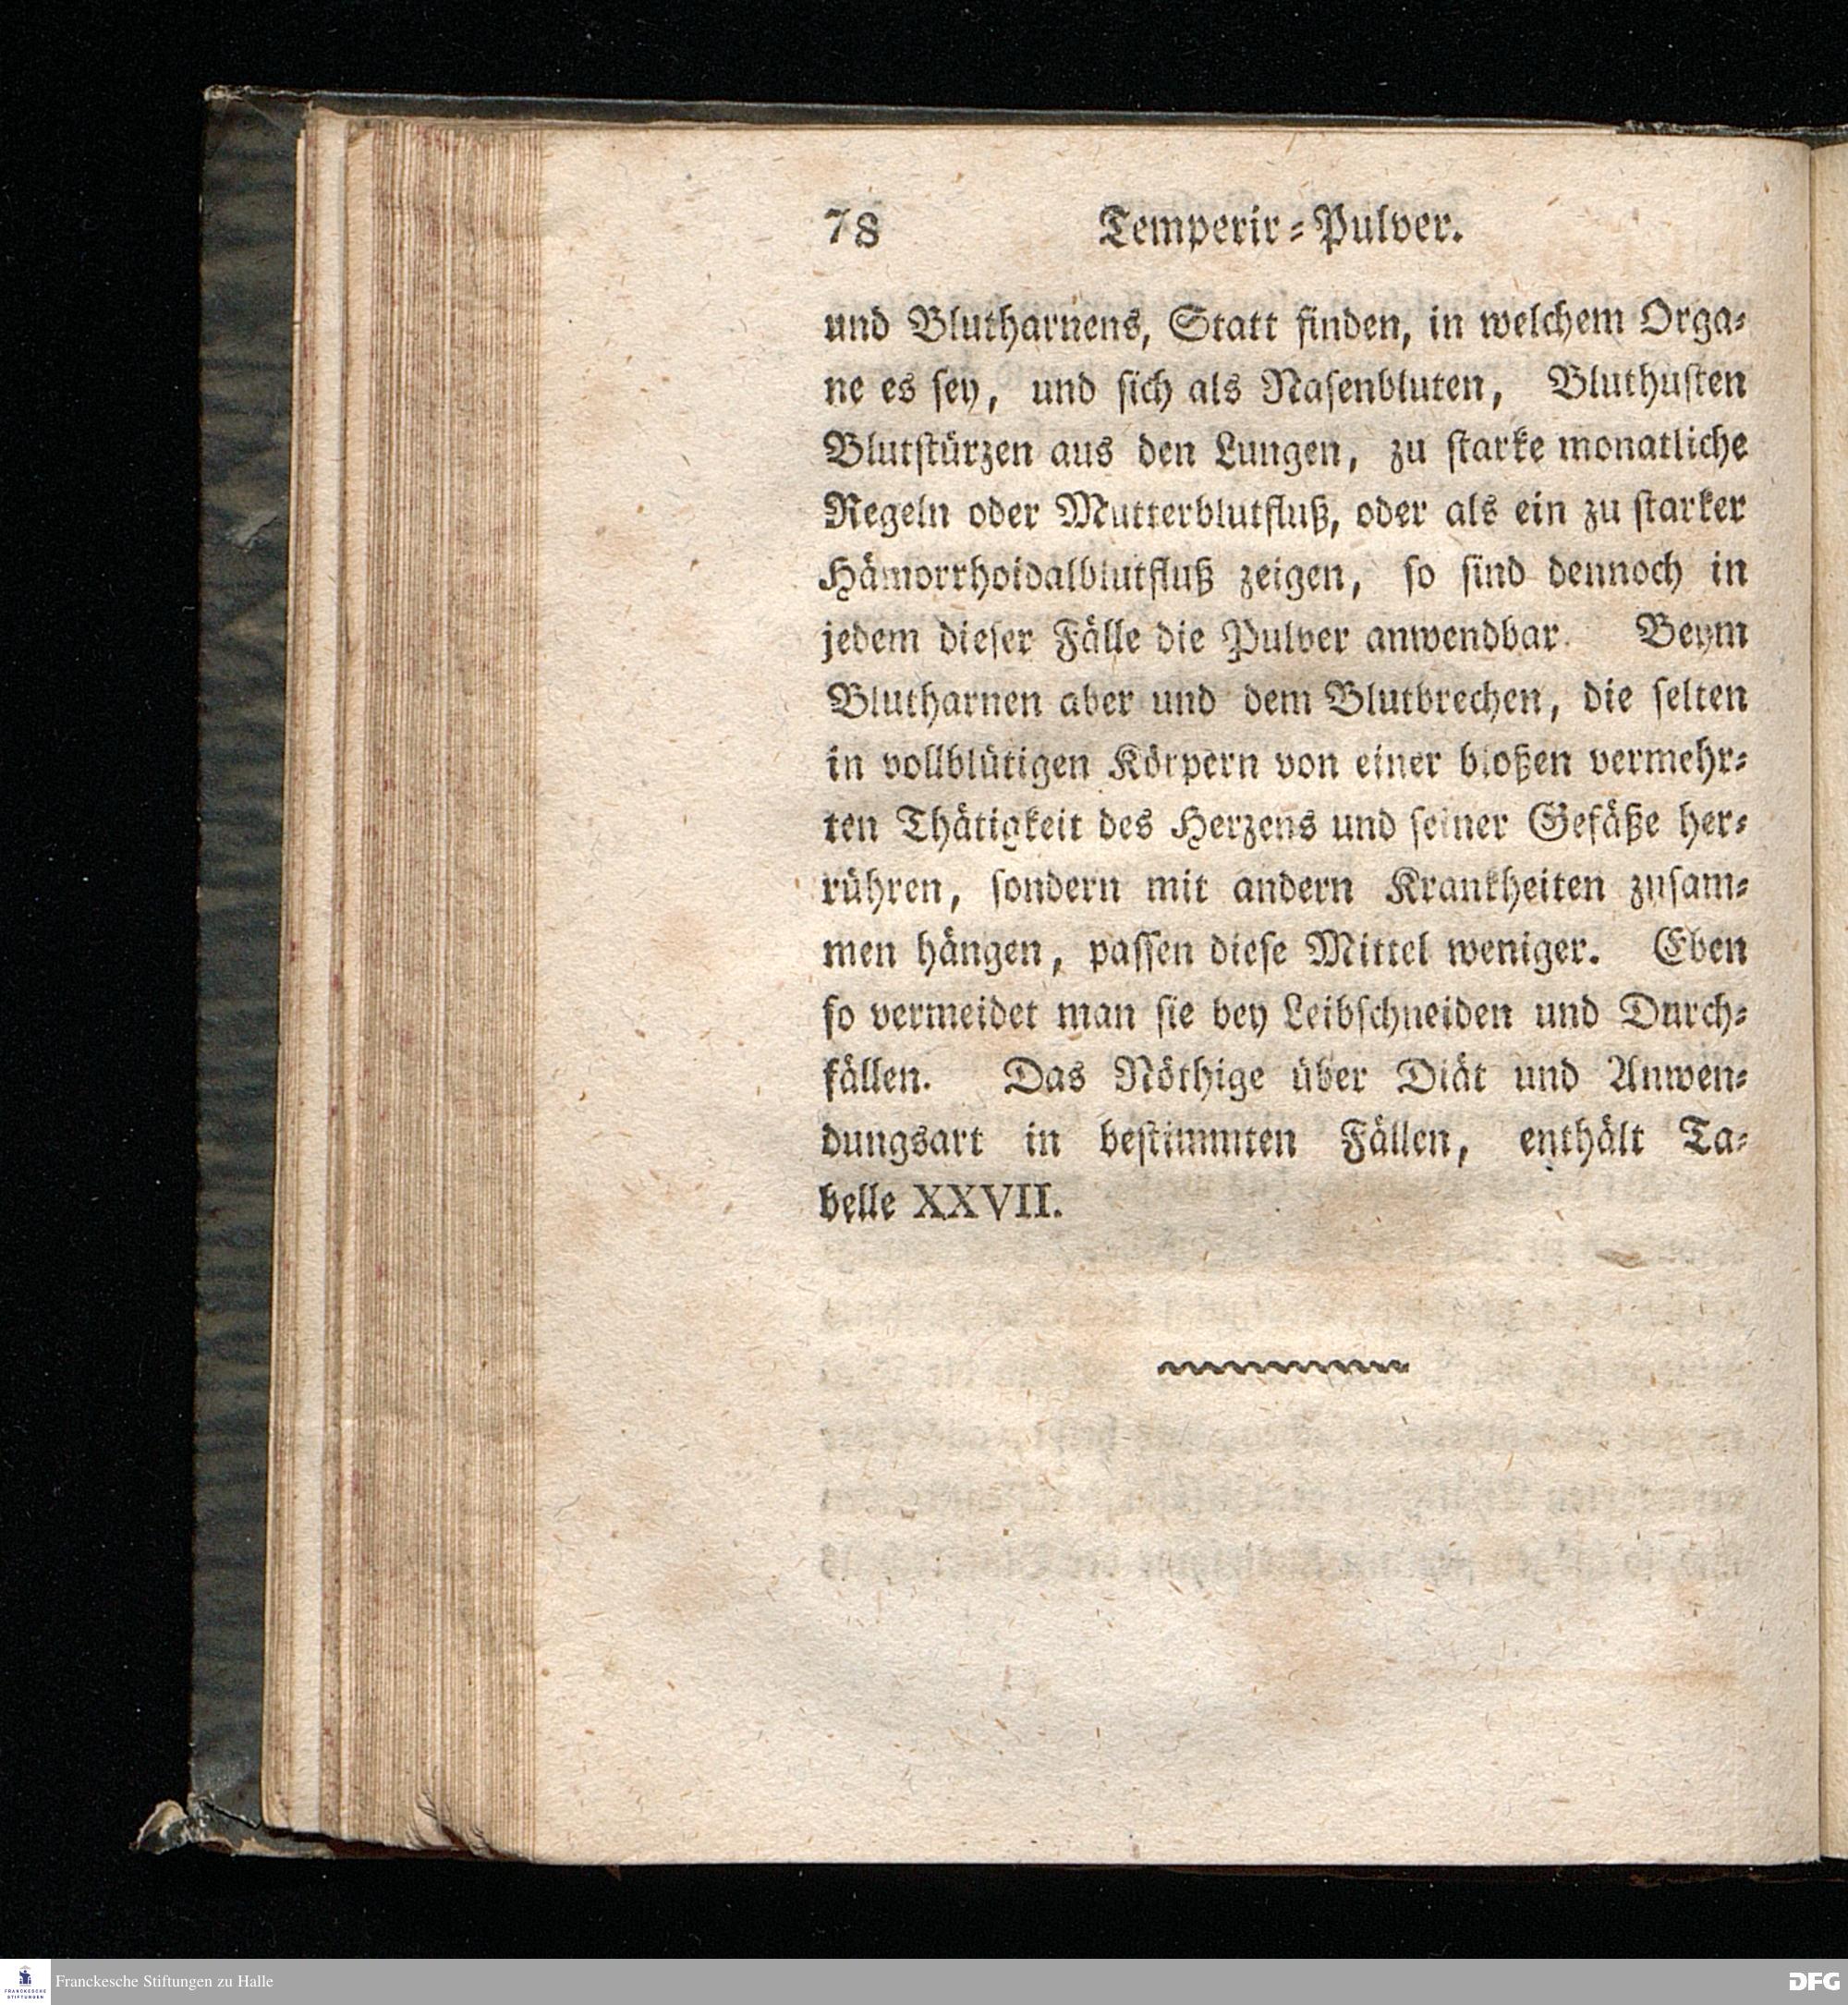 78 Temperir-Pulver.
und Blutharnens, Statt finden, in welchem Orga-
ne es sey, und sich als Nasenbluten, Bluthusten
Blutstürzen aus den Lungen, zu starke monatliche
Regeln oder Mutterblutfluß, oder als ein zu starker
Hämorrhoidalblutfluß zeigen, so sind dennoch in
jedem dieser Fälle die Pulver anwendbar. Beym
Blutharnen aber und dem Blutbrechen, die selten
in vollblütigen Körpern von einer bloßen vermehr-
ten Thätigkeit des Herzens und seiner Gefäße her-
rühren, sondern mit andern Krankheiten zusam-
men hängen, passen diese Mittel weniger. Eben
so vermeidet man sie bey Leibschneiden und Durch-
fällen. Das Nöthige über Diät und Anwen-
dungsart in bestimmten Fällen, enthält Ta-
belle XXVII.
FRANCKESCHE
STIFTUNGEN
Franckesche Stiftungen zu Halle
DFG